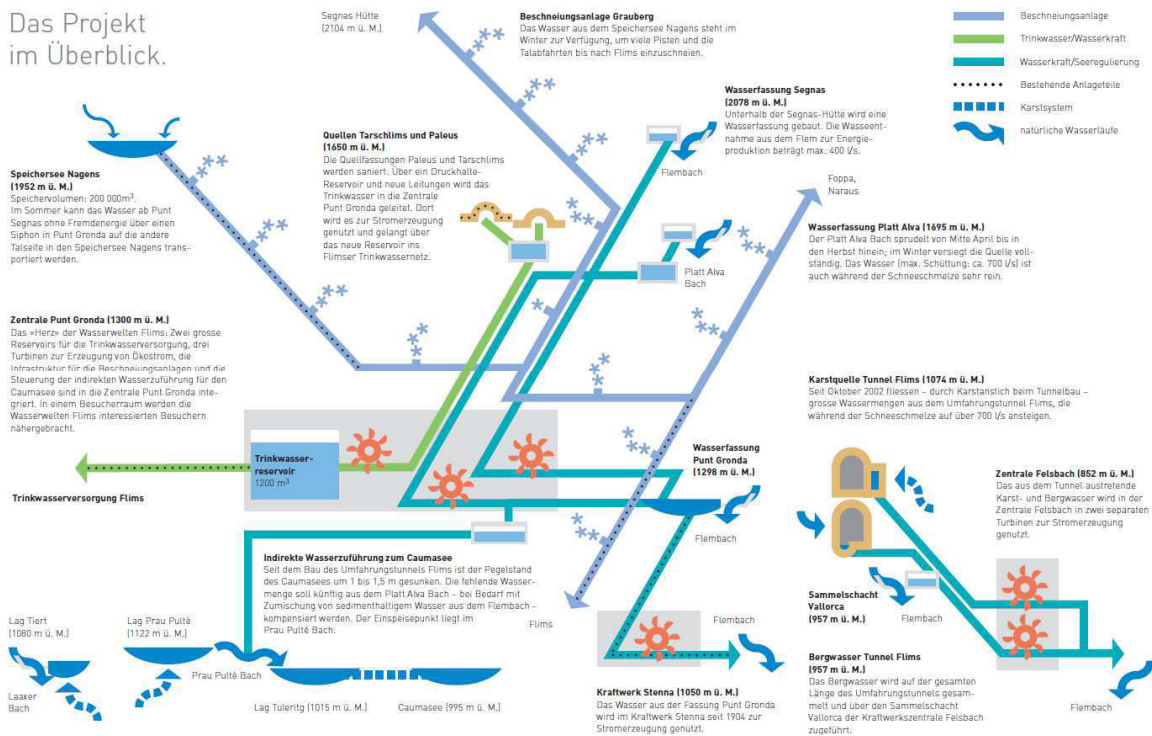 Das Projekt
im Überblick.
Segnas Hütte
(2104 m ü. M.)
Beschneiungsanlage Grauberg
Das Wasser aus dem Speichersee Nagens steht im
Winter zur Verfügung, um viele Pisten und die
Talabfahrten bis nach Flims einzuschneien.
Beschneiungsanlage
Trinkwasser/Wasserkraft
Wasserkraft/Seeregulierung
Bestehende Anlageteile
Karstsystem
natürliche Wasserläufe
Wasserfassung Segnas
(2078 m ü. M.)
Unterhalb der Segnas-Hütte wird eine
Wasserfassung gebaut. Die Wasseent-
nahme aus dem Flem zur Energie-
produktion beträgt max. 400 l/s.
Flembach
Quellen Tarschlims und Paleus
(1650 m ü. M.)
Die Quellfassungen Paleus und Tarschlims
werden saniert. Über ein Druckhalte-
Reservoir und neue Leitungen wird das
Trinkwasser in die Zentrale
Punt Gronda geleitet. Dort
wird es zur Stromerzeugung
genutzt und gelangt über
das neue Reservoir ins
Flimser Trinkwassernetz.
Speichersee Nagens
(1952 m ü. M.)
Speichervolumen: 200 000m³.
Im Sommer kann das Wasser ab Punt
Segnas ohne Fremdenergie über einen
Siphon in Punt Gronda auf die andere
Talseite in den Speichersee Nagens trans-
portiert werden.
Foppa,
Naraus
Wasserfassung Platt Alva (1695 m ü. M.)
Der Platt Alva Bach sprudelt von Mitte April bis in
den Herbst hinein; im Winter versiegt die Quelle voll-
ständig. Das Wasser (max. Schüttung: ca. 700 l/s) ist
auch während der Schneeschmelze sehr rein.
Platt Alva
Bach
Zentrale Punt Gronda (1300 m ü. M.)
Das «Herz» der Wasserwelten Flims: Zwei grosse
Reservoirs für die Trinkwasserversorgung, drei
Turbinen zur Erzeugung von Ökostrom, die
Infrastruktur für die Beschneiungsanlagen und die
Steuerung der indirekten Wasserzuführung für den
Caumasee sind in die Zentrale Punt Gronda inte-
griert. In einem Besucherraum werden die
Wasserwelten Flims interessierten Besuchern
nähergebracht.
Karstquelle Tunnel Flims (1074 m ü. M.)
Seit Oktober 2002 fliessen – durch Karstanstich beim Tunnelbau –
grosse Wassermengen aus dem Umfahrungstunnel Flims, die
während der Schneeschmelze auf über 700 l/s ansteigen.
Trinkwasser-
reservoir
1200 m³
Trinkwasserversorgung Flims
Wasserfassung
Punt Gronda
(1298 m ü. M.)
Flembach
Zentrale Felsbach (852 m ü. M.)
Das aus dem Tunnel austretende
Karst- und Bergwasser wird in der
Zentrale Felsbach in zwei separaten
Turbinen zur Stromerzeugung
genutzt.
Indirekte Wasserzuführung zum Caumasee
Seit dem Bau des Umfahrungstunnels Flims ist der Pegelstand
des Caumasees um 1 bis 1,5 m gesunken. Die fehlende Wasser-
menge soll künftig aus dem Platt Alva Bach – bei Bedarf mit
Zumischung von sedimenthaltigem Wasser aus dem Flembach –
kompensiert werden. Der Einspeisepunkt liegt im
Prau Pultè Bach.
Flims
Sammelschacht
Vallorca
(957 m ü. M.)
Flembach
Lag Tiert
(1080 m ü. M.)
Lag Prau Pultè
(1122 m ü. M.)
Laaxer
Bach
Prau Pultè Bach
Lag Tuleritg (1015 m ü. M.)
Caumasee (995 m ü. M.)
Flembach
Kraftwerk Stenna (1050 m ü. M.)
Das Wasser aus der Fassung Punt Gronda
wird im Kraftwerk Stenna seit 1904 zur
Stromerzeugung genutzt.
Bergwasser Tunnel Flims
(957 m ü. M.)
Das Bergwasser wird auf der gesamten
Länge des Umfahrungstunnels gesam-
melt und über den Sammelschacht
Vallorca der Kraftwerkszentrale Felsbach
zugeführt.
Flembach